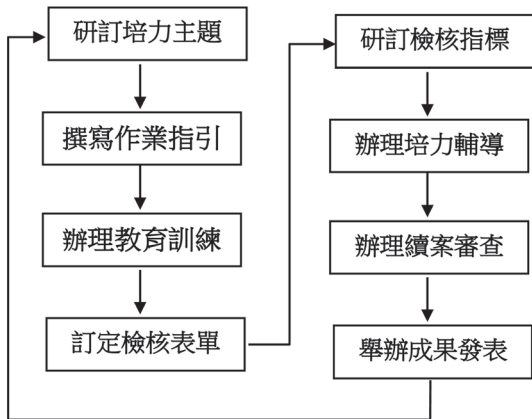 研訂培力主題
撰寫作業指引
辦理教育訓練
訂定檢核表單
研訂檢核指標
辦理培力輔導
辦理續案審查
舉辦成果發表